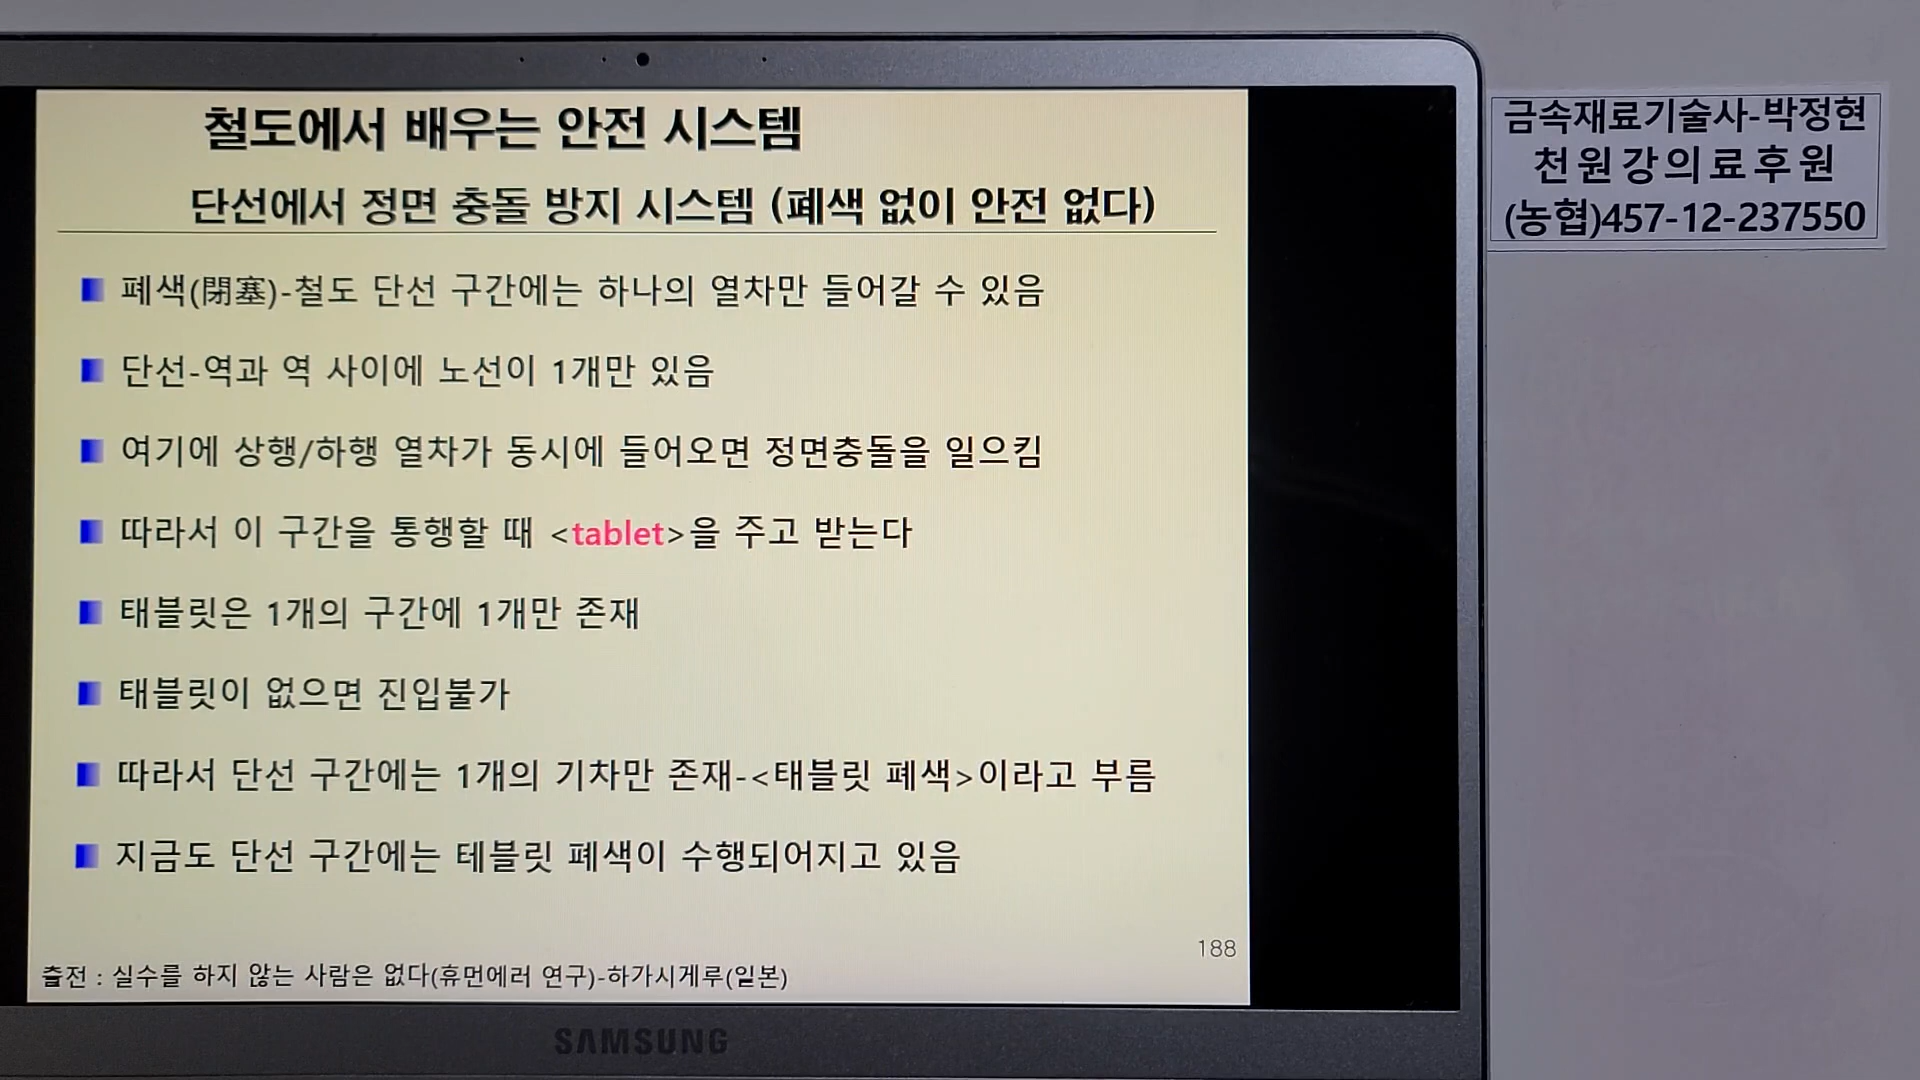 철도에서 배우는 안전 시스템
단선에서 정면 충돌 방지 시스템 (폐색 없이 안전 없다)
폐색(閉塞)-철도 단선 구간에는 하나의 열차만 들어갈 수 있음
단선-역과 역 사이에 노선이 1개만 있음
여기에 상행/하행 열차가 동시에 들어오면 정면충돌을 일으킴
따라서 이 구간을 통행할 때 <tablet>을 주고 받는다
태블릿은 1개의 구간에 1개만 존재
태블릿이 없으면 진입불가
따라서 단선 구간에는 1개의 기차만 존재-<태블릿 폐색>이라고 부름
지금도 단선 구간에는 테블릿 폐색이 수행되어지고 있음
188
출전 : 실수를 하지 않는 사람은 없다(휴먼에러 연구)-하가시게루(일본)
SAMSUNG
금속재료기술사-박정현
천원강의료후원
(농협)457-12-237550